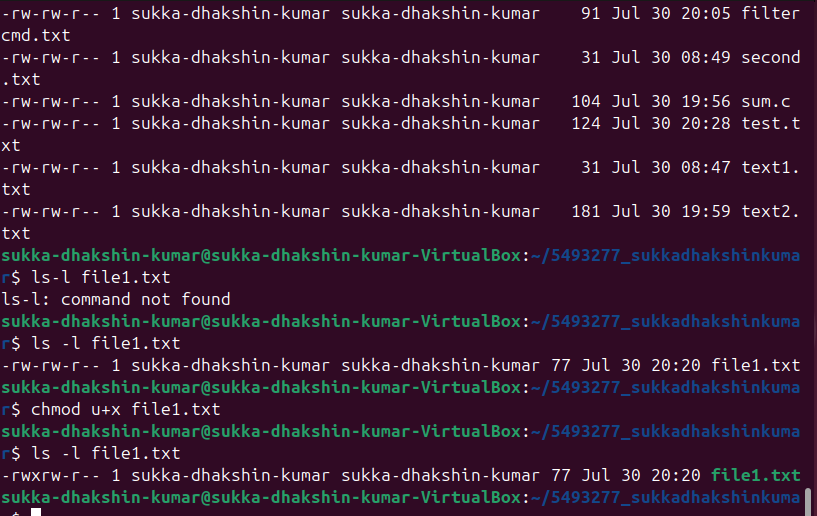 -rw-rw-r-- 1 sukka-dhakshin-kumar sukka-dhakshin-kumar    91 Jul 30 20:05 filter
cmd.txt
-rw-rw-r-- 1 sukka-dhakshin-kumar sukka-dhakshin-kumar    31 Jul 30 08:49 second
.txt
-rw-rw-r-- 1 sukka-dhakshin-kumar sukka-dhakshin-kumar   104 Jul 30 19:56 sum.c
-rw-rw-r-- 1 sukka-dhakshin-kumar sukka-dhakshin-kumar   124 Jul 30 20:28 test.t
xt
-rw-rw-r-- 1 sukka-dhakshin-kumar sukka-dhakshin-kumar    31 Jul 30 08:47 text1.
txt
-rw-rw-r-- 1 sukka-dhakshin-kumar sukka-dhakshin-kumar   181 Jul 30 19:59 text2.
txt
sukka-dhakshin-kumar@sukka-dhakshin-kumar-VirtualBox:~/5493277_sukkadhakshinkuma
r$ ls-l file1.txt
ls-l: command not found
sukka-dhakshin-kumar@sukka-dhakshin-kumar-VirtualBox:~/5493277_sukkadhakshinkuma
r$ ls -l file1.txt
-rw-rw-r-- 1 sukka-dhakshin-kumar sukka-dhakshin-kumar 77 Jul 30 20:20 file1.txt
sukka-dhakshin-kumar@sukka-dhakshin-kumar-VirtualBox:~/5493277_sukkadhakshinkuma
r$ chmod u+x file1.txt
sukka-dhakshin-kumar@sukka-dhakshin-kumar-VirtualBox:~/5493277_sukkadhakshinkuma
r$ ls -l file1.txt
-rwxrw-r-- 1 sukka-dhakshin-kumar sukka-dhakshin-kumar 77 Jul 30 20:20 file1.txt
sukka-dhakshin-kumar@sukka-dhakshin-kumar-VirtualBox:~/5493277_sukkadhakshinkuma
r$